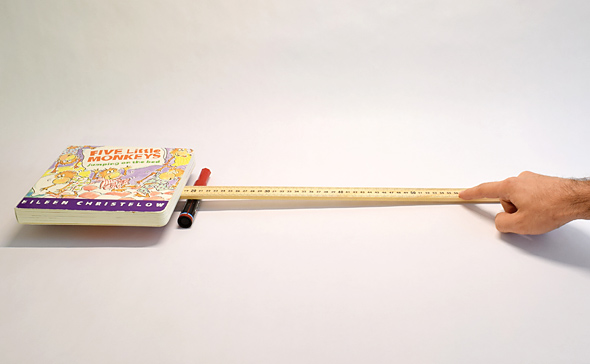 FIVE Little
MONKEYS
Jumping on the Bed
EILEEN CHRISTELOW